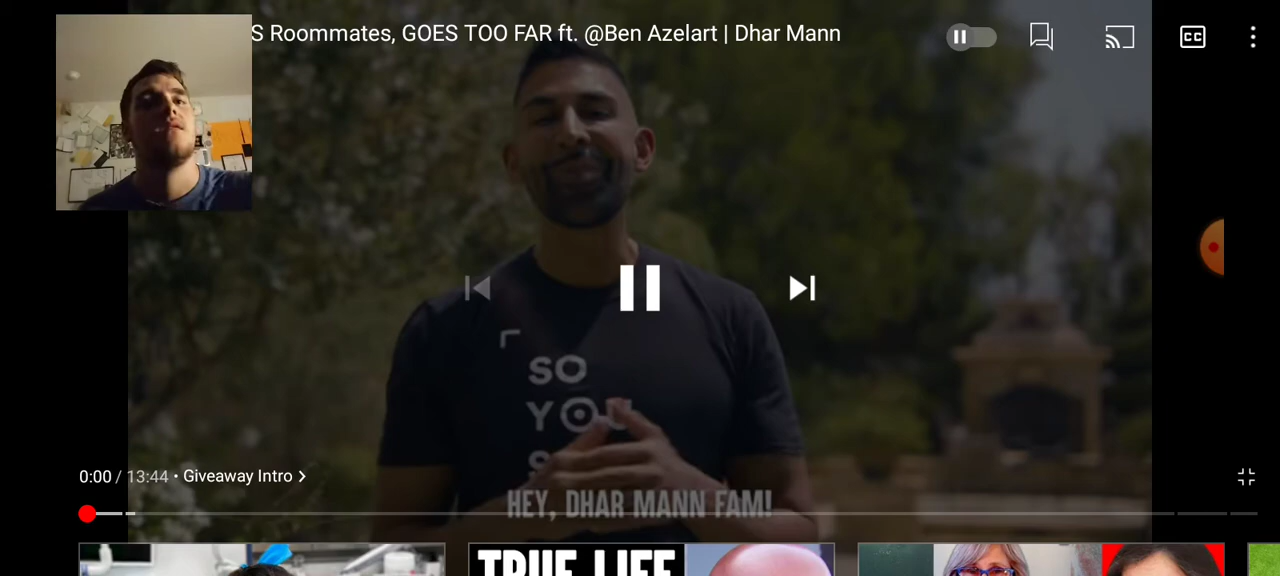 S Roommates, GOES TOO FAR ft. @Ben Azelart | Dhar Mann
CC
SO
YOU
S
0:00 / 13:44 • Giveaway Intro >
HEY, DHAR MANN FAM!
TRUE LIFE